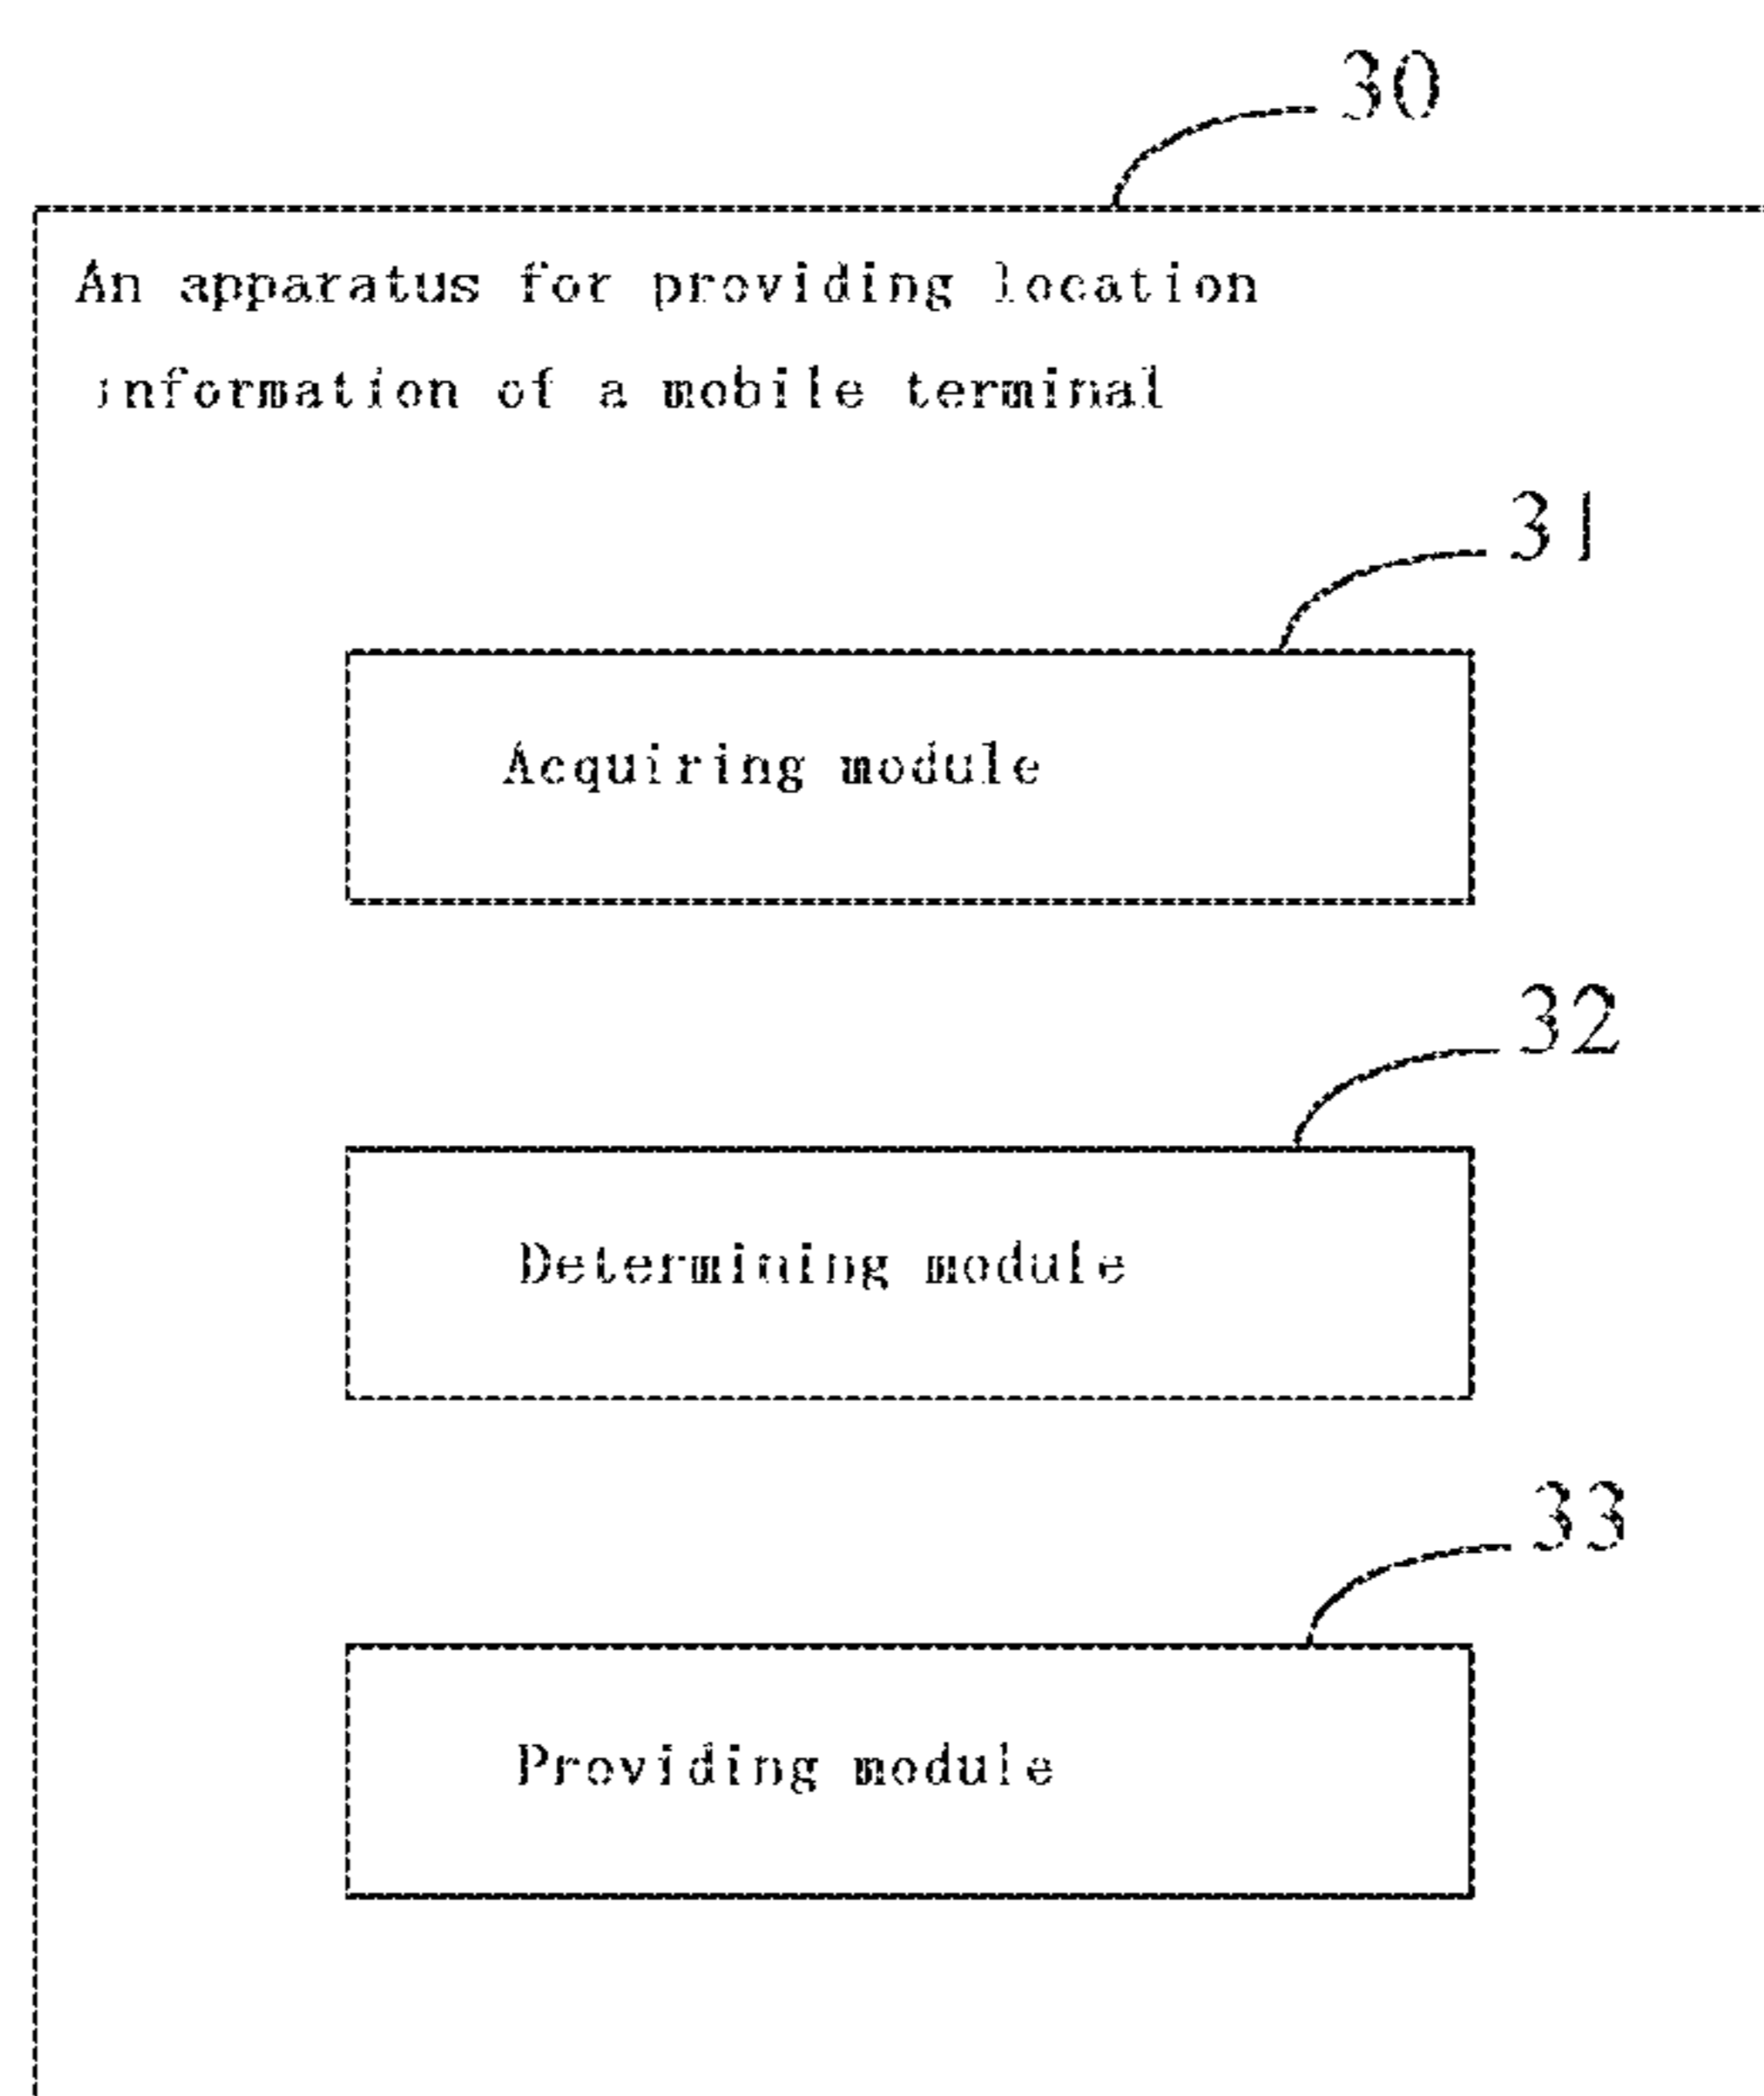 30
An apparatus for providing location
information of a mobile terminal
31
Acquiring module
32
Determining module
33
Providing module